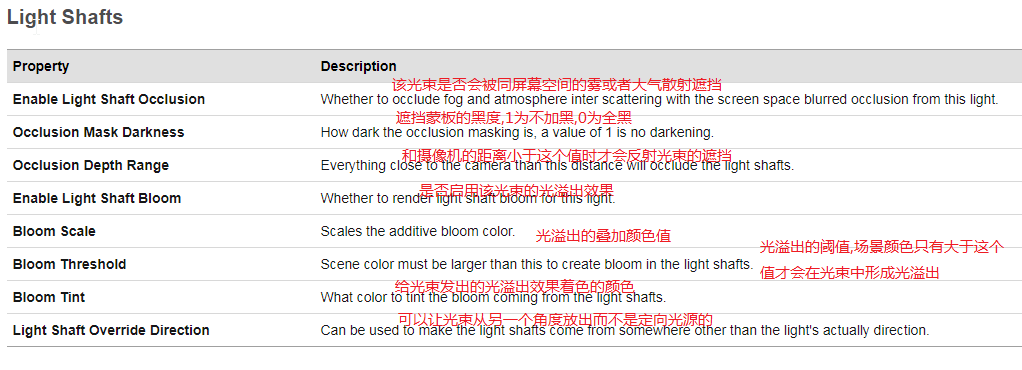 Light Shafts
Property Description
该光束是否会被同屏幕空间的雾或者大气散射遮挡
Enable Light Shaft Occlusion Whether to occlude fog and atmosphere inter scattering with the screen space blurred occlusion from this light.
遮挡蒙板的黑度,1为不加黑,0为全黑
Occlusion Mask Darkness How dark the occlusion masking is, a value of 1 is no darkening.
和摄像机的距离小于这个值时才会反射光束的遮挡
Occlusion Depth Range Everything close to the camera than this distance will occlude the light shafts.
是否启用该光束的光溢出效果
Enable Light Shaft Bloom Whether to render light shaft bloom for this light.
Bloom Scale Scales the additive bloom color. 光溢出的叠加颜色值
光溢出的阈值,场景颜色只有大于这个
Bloom Threshold Scene color must be larger than this to create bloom in the light shafts. 值才会在光束中形成光溢出
给光束发出的光溢出效果着色的颜色
Bloom Tint What color to tint the bloom coming from the light shafts.
可以让光束从另一个角度放出而不是定向光源的
Light Shaft Override Direction Can be used to make the light shafts come from somewhere other than the light's actually direction.